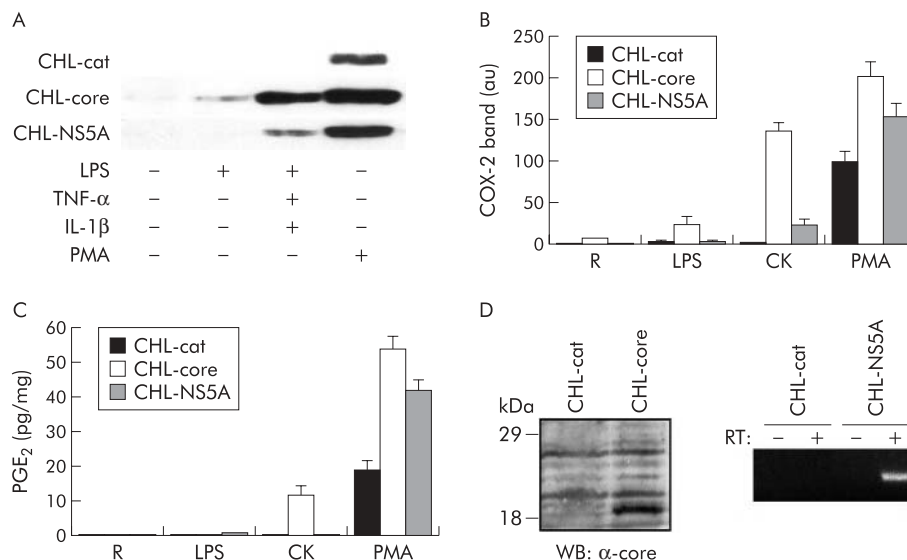 A
CHL-cat
CHL-core
CHL-NS5A
LPS – + + –
TNF-α – – + –
IL-1β – – + –
PMA – – – +
B
COX-2 band (au)
250
200
150
100
50
0
CHL-cat
CHL-core
CHL-NS5A
R LPS CK PMA
C
PGE₂ (pg/mg)
60
50
40
30
20
10
0
CHL-cat
CHL-core
CHL-NS5A
R LPS CK PMA
D
CHL-cat
CHL-core
kDa
29
18
WB: α-core
CHL-cat
CHL-NS5A
RT: – + – +